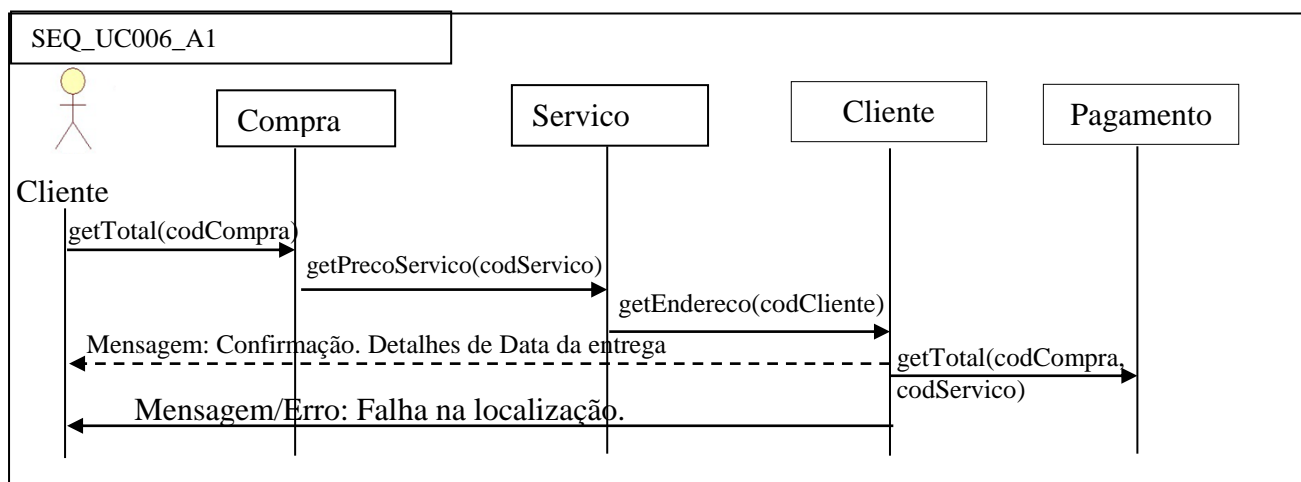 SEQ_UC006_A1
Compra
Servico
Cliente
Pagamento
Cliente
getTotal(codCompra)
getPrecoServico(codServico)
getEndereco(codCliente)
Mensagem: Confirmação. Detalhes de Data da entrega
getTotal(codCompra,
codServico)
Mensagem/Erro: Falha na localização.